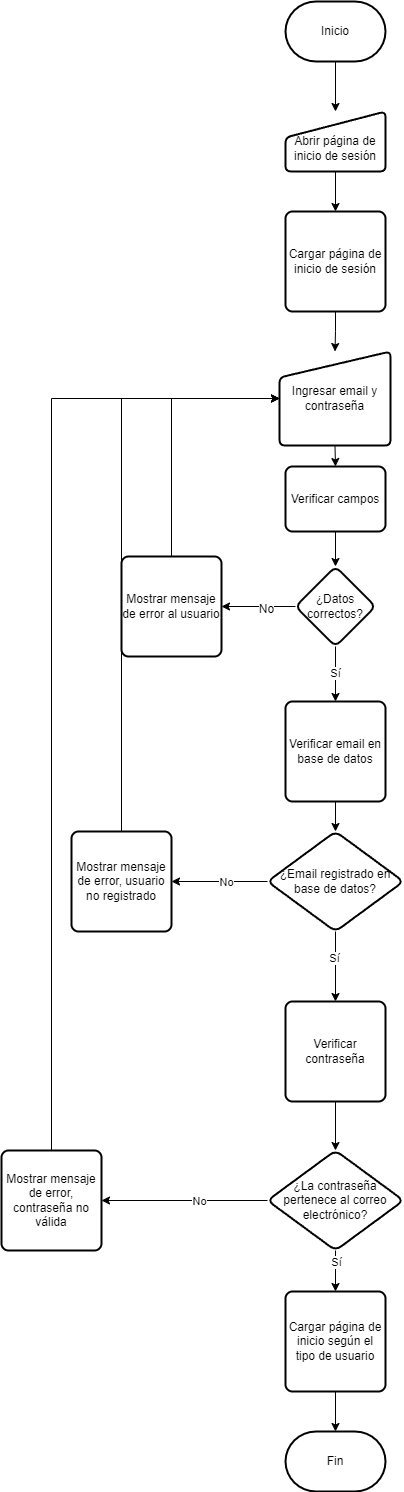 Inicio
Abrir página de
inicio de sesión
Cargar página de
inicio de sesión
Ingresar email y
contraseña
Verificar campos
¿Datos
correctos?
No
Mostrar mensaje
de error al usuario
Sí
Verificar email en
base de datos
¿Email registrado en
base de datos?
No
Mostrar mensaje
de error, usuario
no registrado
Sí
Verificar
contraseña
¿La contraseña
pertenece al correo
electrónico?
No
Mostrar mensaje
de error,
contraseña no
válida
Sí
Cargar página de
inicio según el
tipo de usuario
Fin